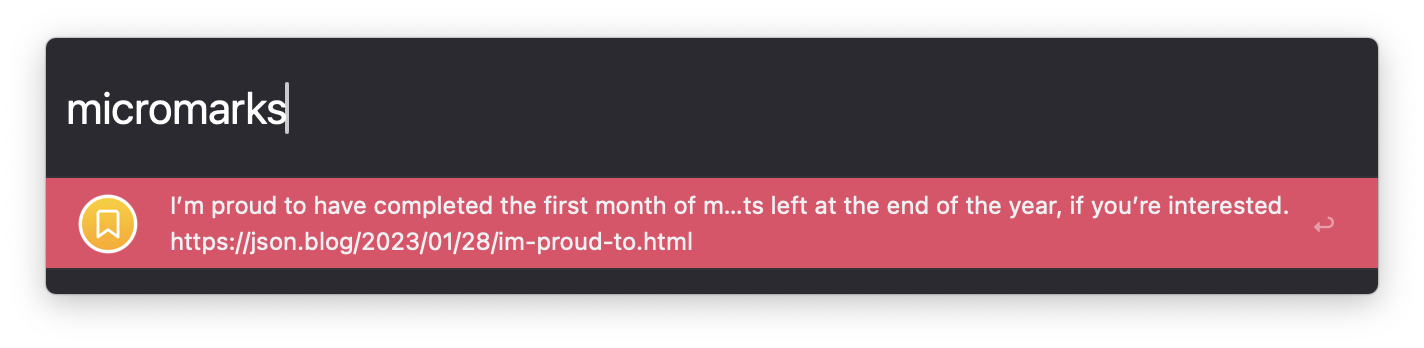 micromarks
I’m proud to have completed the first month of m...ts left at the end of the year, if you’re interested.
https://json.blog/2023/01/28/im-proud-to.html